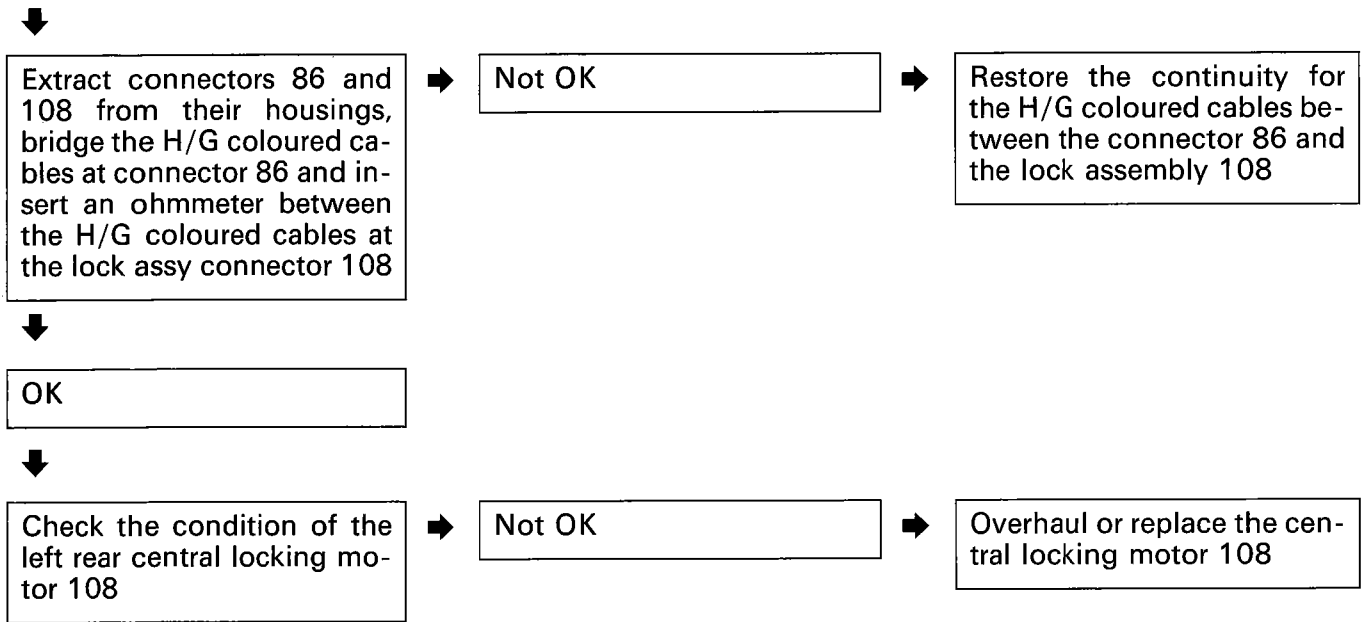 Extract connectors 86 and
108 from their housings,
bridge the H/G coloured ca-
bles at connector 86 and in-
sert an ohmmeter between
the H/G coloured cables at
the lock assy connector 108
Not OK
Restore the continuity for
the H/G coloured cables be-
tween the connector 86 and
the lock assembly 108
OK
Check the condition of the
left rear central locking mo-
tor 108
Not OK
Overhaul or replace the cen-
tral locking motor 108